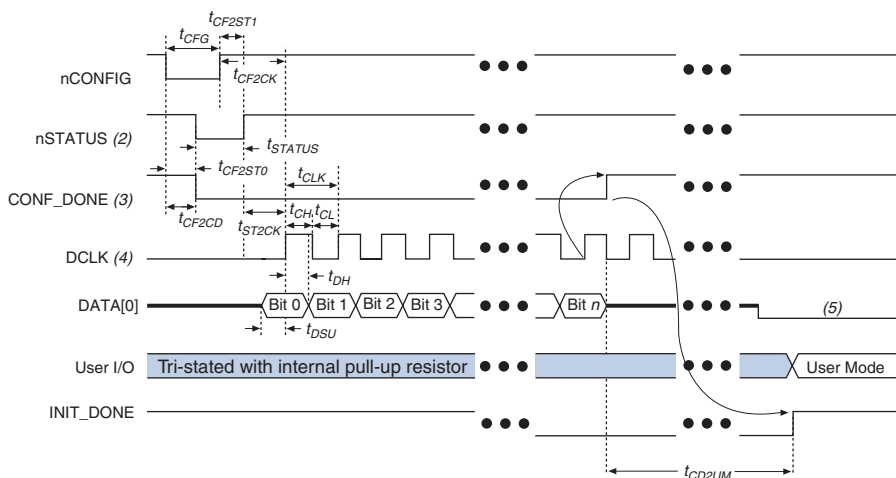 tCF2ST1
tCFG
tCF2CK
nCONFIG
nSTATUS (2)
tSTATUS
tCF2ST0
tCLK
CONF_DONE (3)
tCF2CD
tST2CK
tCH
tCL
DCLK (4)
tDH
DATA[0]
Bit 0
Bit 1
Bit 2
Bit 3
Bit n
(5)
tDSU
User I/O
Tri-stated with internal pull-up resistor
User Mode
INIT_DONE
tCD2UM